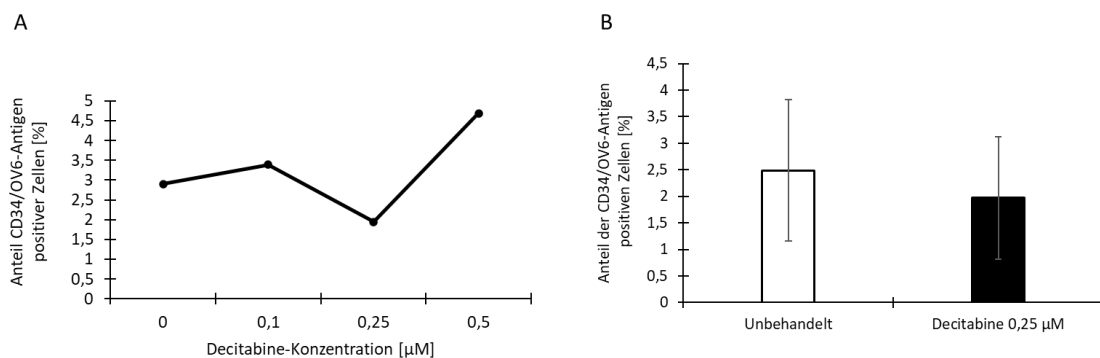 A
Anteil CD34/OV6-Antigen
positiver Zellen [%]
5
4,5
4
3,5
3
2,5
2
1,5
1
0,5
0
0 0,1 0,25 0,5
Decitabine-Konzentration [µM]
B
Anteil der CD34/OV6-Antigen
positiven Zellen [%]
4,5
4
3,5
3
2,5
2
1,5
1
0,5
0
Unbehandelt Decitabine 0,25 µM